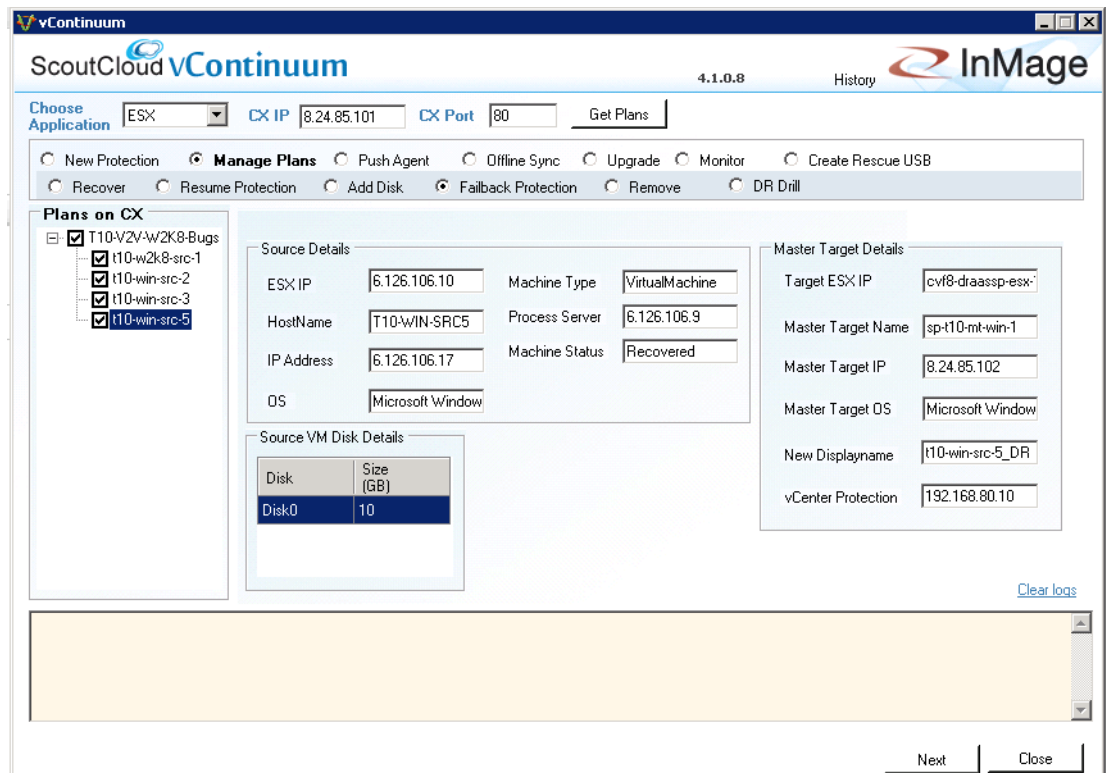 vContinuum
ScoutCloud vContinuum
4.1.0.8
History
InMage
Choose Application
ESX
CX IP
8.24.85.101
CX Port
80
Get Plans
New Protection
Manage Plans
Push Agent
Offline Sync
Upgrade
Monitor
Create Rescue USB
Recover
Resume Protection
Add Disk
Failback Protection
Remove
DR Drill
Plans on CX
T10-V2V-W2K8-Bugs
t10-w2k8-src-1
t10-win-src-2
t10-win-src-3
t10-win-src-5
Source Details
ESX IP
6.126.106.10
HostName
T10-WIN-SRC5
IP Address
6.126.106.17
OS
Microsoft Window
Machine Type
VirtualMachine
Process Server
6.126.106.9
Machine Status
Recovered
Source VM Disk Details
Disk
Size (GB)
Disk0
10
Master Target Details
Target ESX IP
cvf8-draassp-esx-
Master Target Name
sp-t10-mt-win-1
Master Target IP
8.24.85.102
Master Target OS
Microsoft Window
New Displayname
t10-win-src-5_DR
vCenter Protection
192.168.80.10
Clear logs
Next
Close